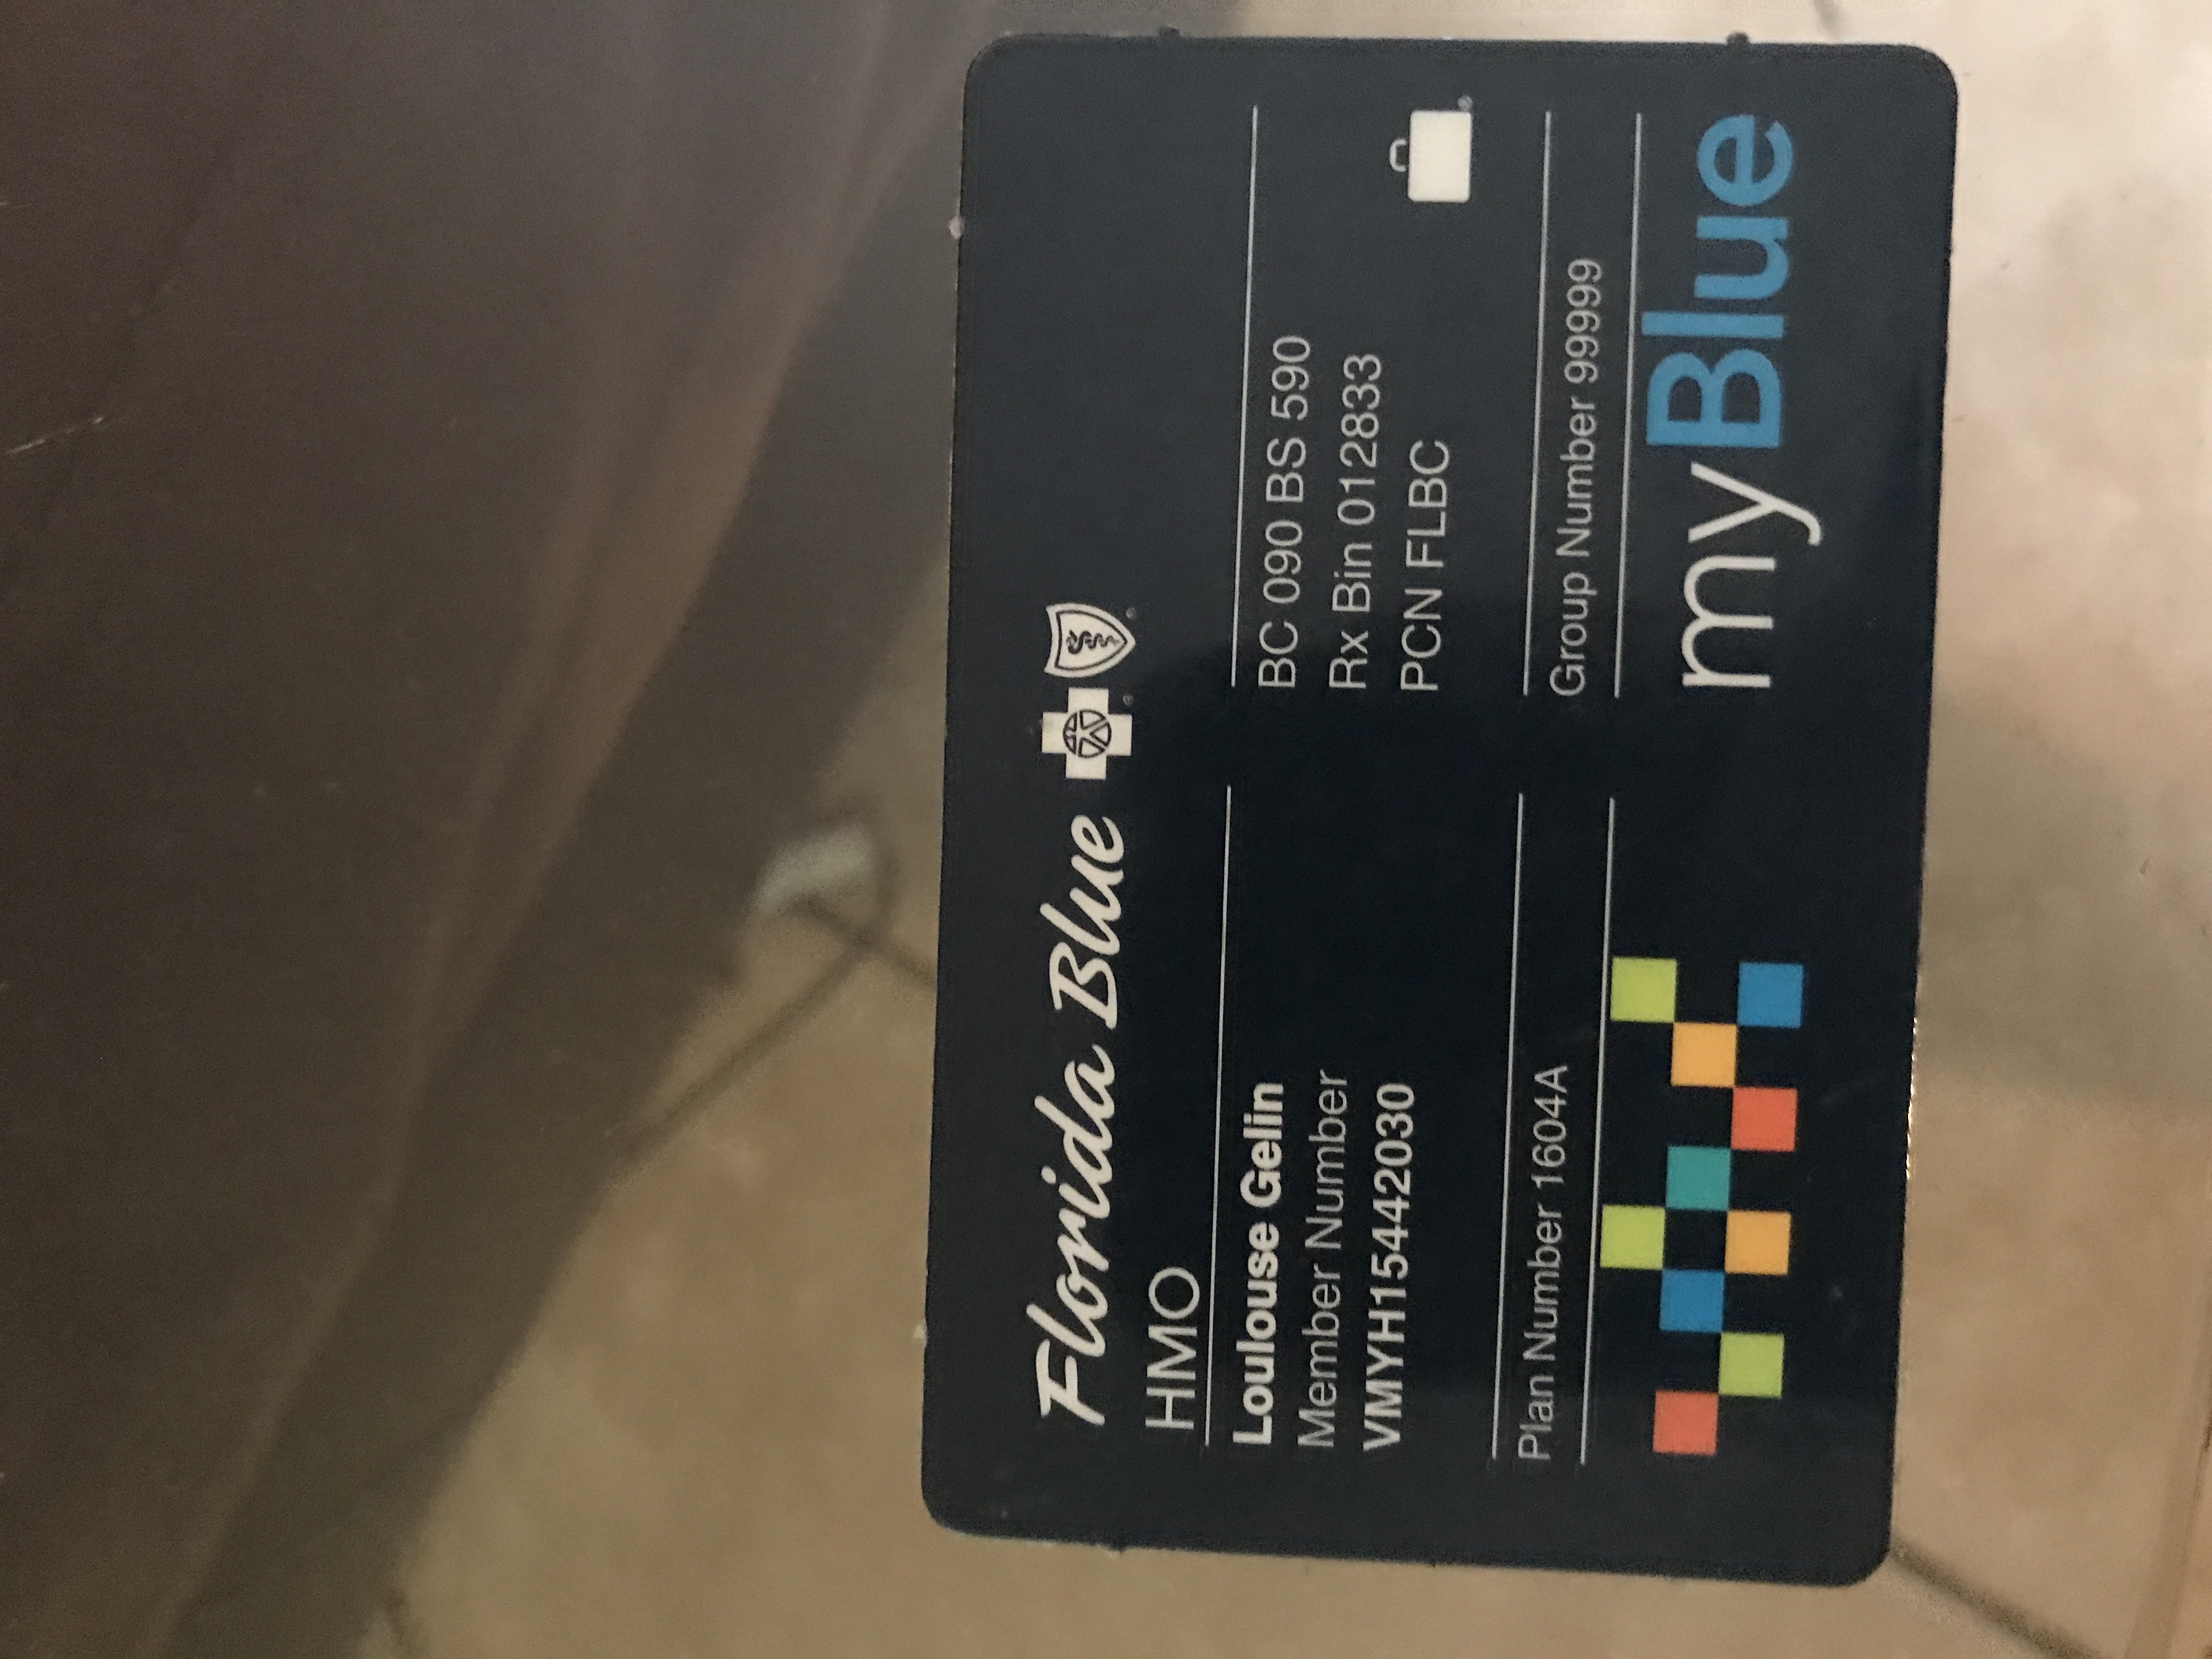 Florida Blue
HMO
Loulouse Gelin
Member Number
VMYH15442030
BC 090 BS 590
Rx Bin 012833
PCN FLBC
Plan Number 1604A
Group Number 99999
myBlue